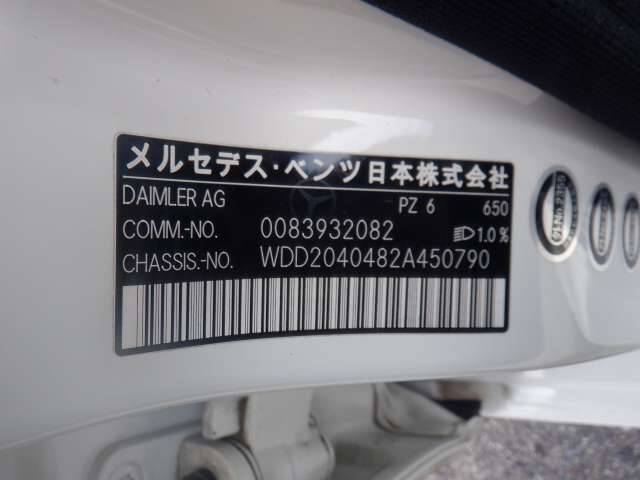 メルセデス・ベンツ日本株式会社
DAIMLER AG PZ 6 650
COMM.-NO. 0083932082 1.0 %
CHASSIS.-NO. WDD2040482A450790